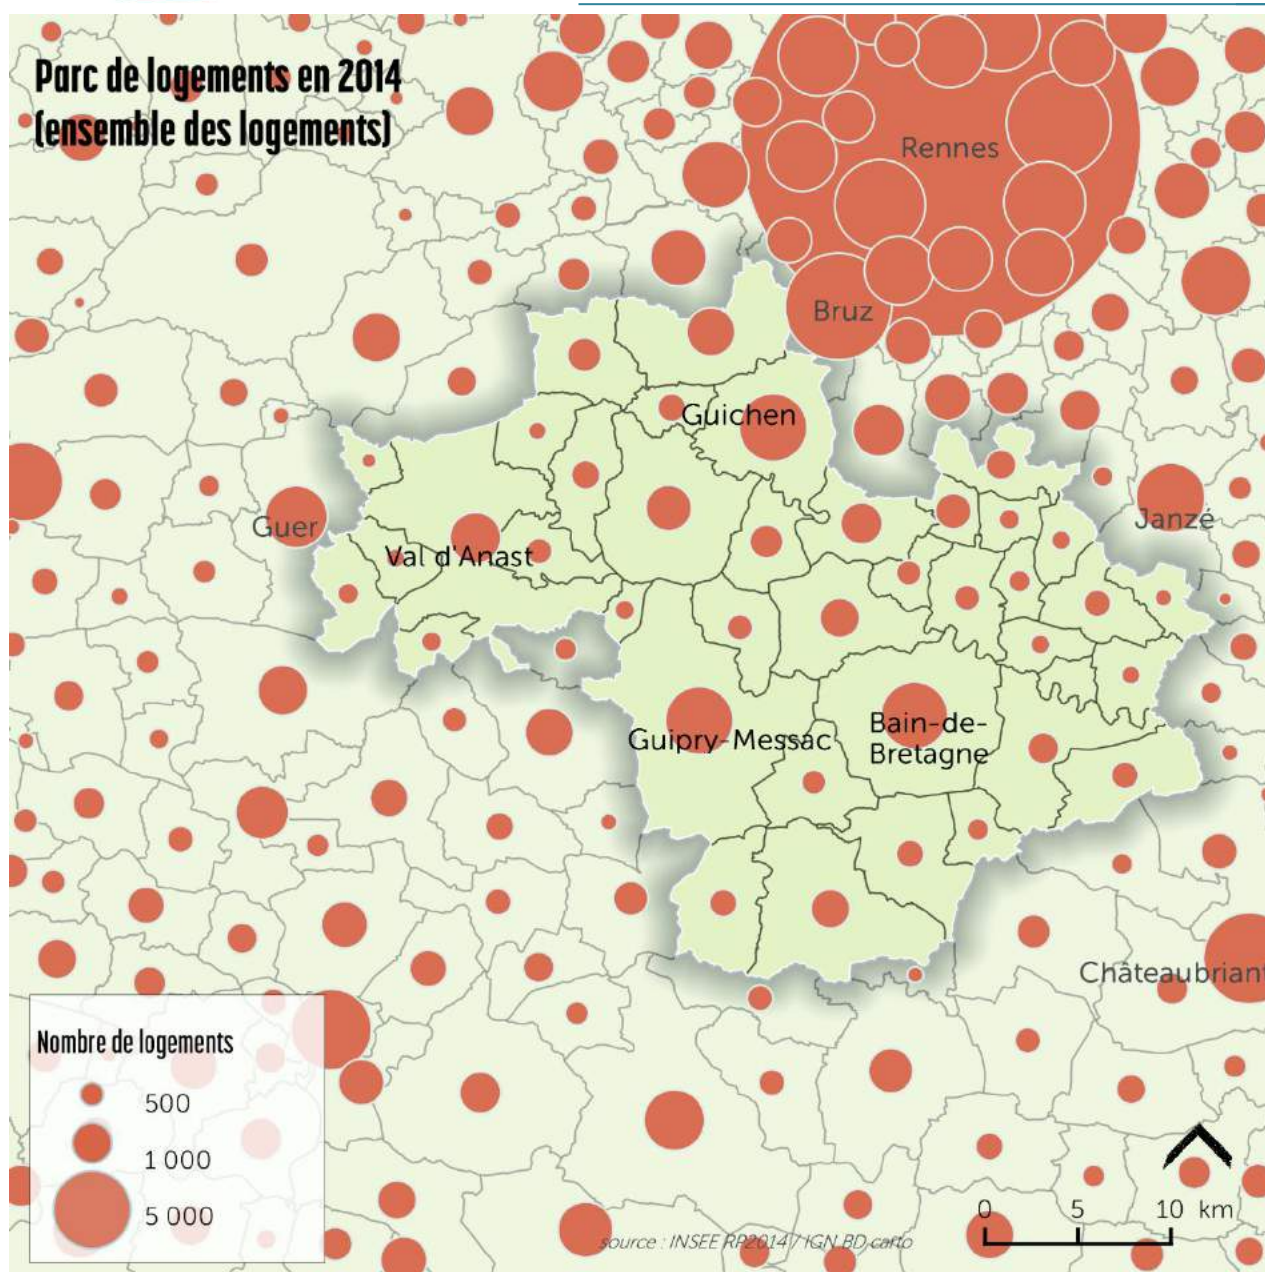 Parc de logements en 2014
(ensemble des logements)
Rennes
Bruz
Guichen
Guer
Janzé
Val d'Anast
Guipry-Messac
Bain-de-
Bretagne
Châteaubriant
Nombre de logements
500
1 000
5 000
0 5 10 km
source : INSEE RP2014 / IGN BD carto